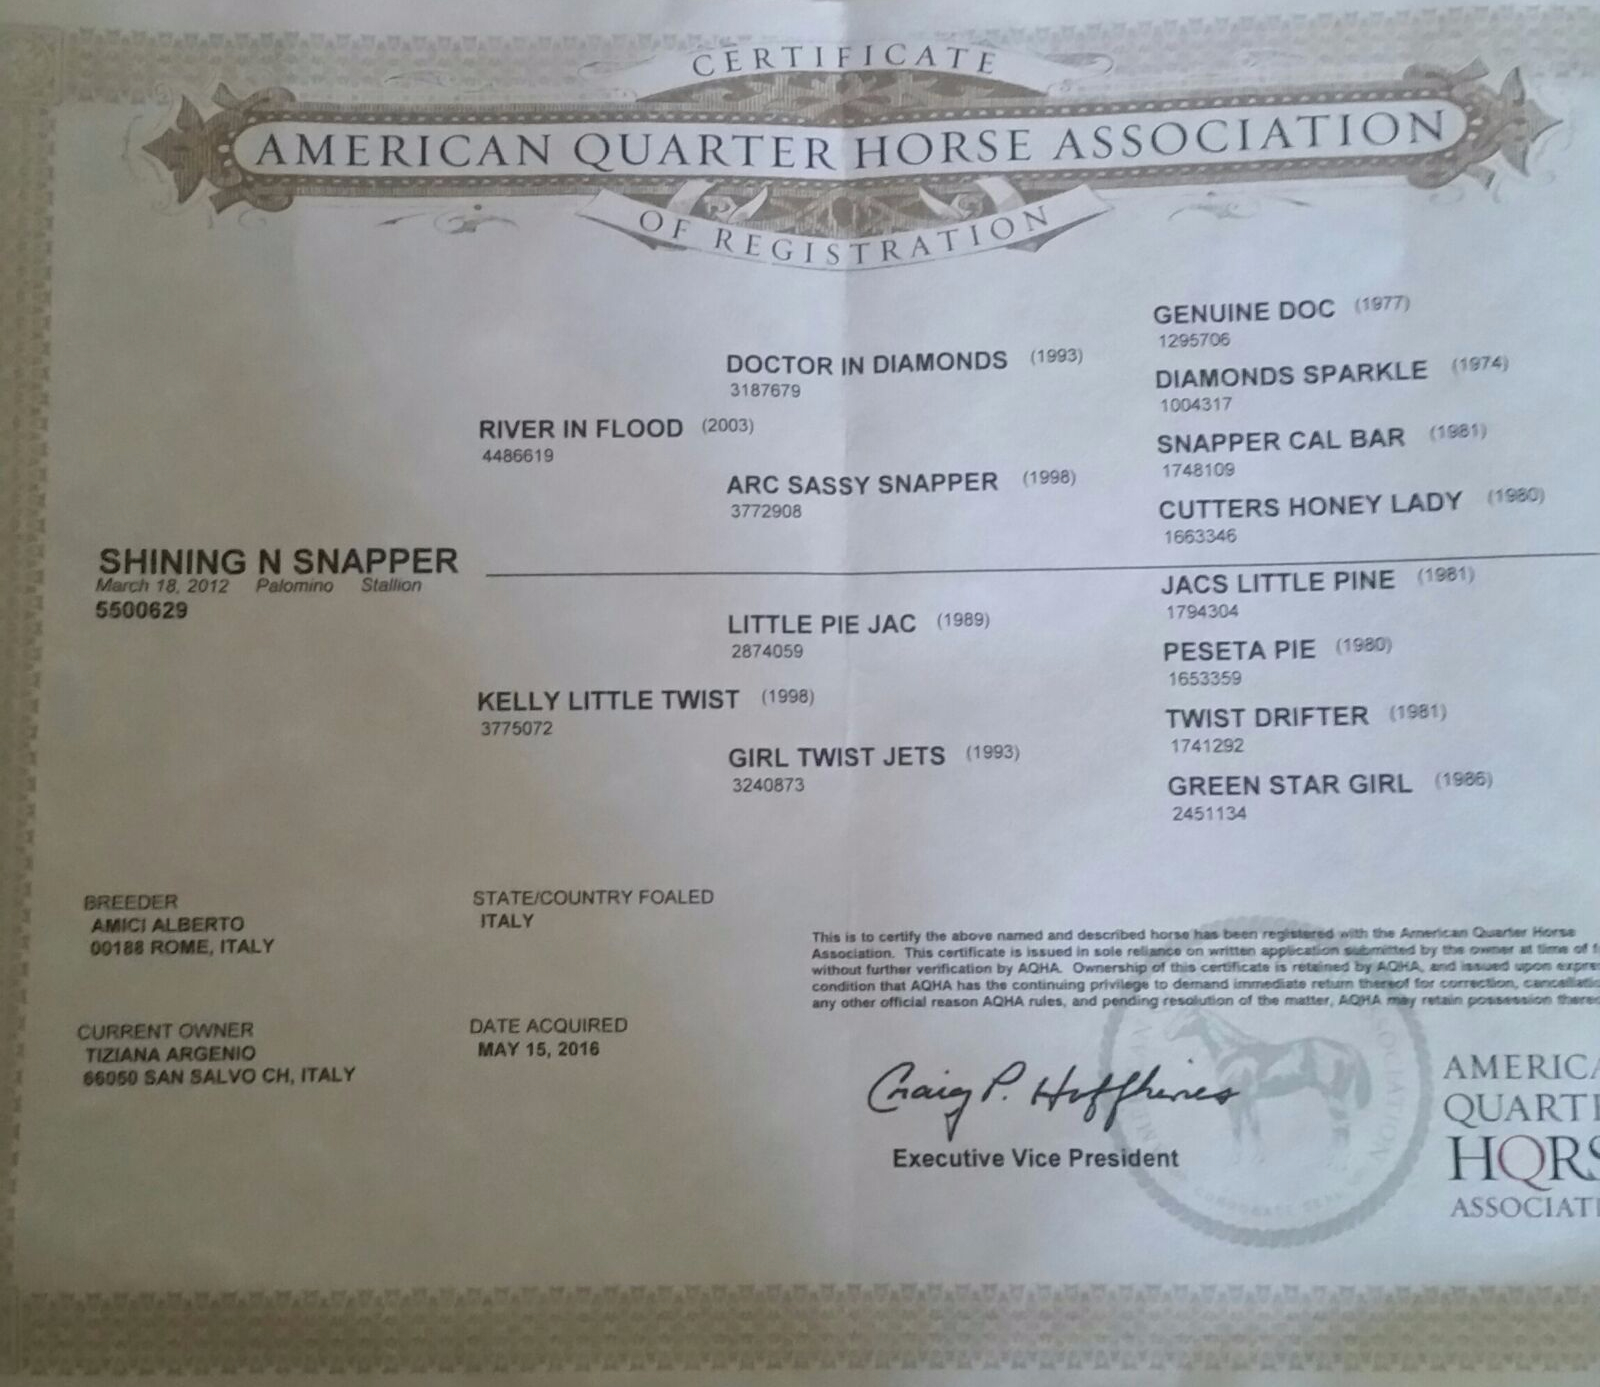 CERTIFICATE
AMERICAN QUARTER HORSE ASSOCIATION
OF REGISTRATION
GENUINE DOC (1977)
1295706
DOCTOR IN DIAMONDS (1993)
3187679
DIAMONDS SPARKLE (1974)
1004317
RIVER IN FLOOD (2003)
4486619
SNAPPER CAL BAR (1981)
1748109
ARC SASSY SNAPPER (1998)
3772908
CUTTERS HONEY LADY (1980)
1663346
SHINING N SNAPPER
March 18, 2012 Palomino Stallion
5500629
JACS LITTLE PINE (1981)
1794304
LITTLE PIE JAC (1989)
2874059
PESETA PIE (1980)
1653359
KELLY LITTLE TWIST (1998)
3775072
TWIST DRIFTER (1981)
1741292
GIRL TWIST JETS (1993)
3240873
GREEN STAR GIRL (1986)
2451134
BREEDER
AMICI ALBERTO
00188 ROME, ITALY
STATE/COUNTRY FOALED
ITALY
This is to certify the above named and described horse has been registered with the American Quarter Horse
Association. This certificate is issued in sole reliance on written application submitted by the owner at time of
without further verification by AQHA. Ownership of this certificate is retained by AQHA, and issued upon expre
condition that AQHA has the continuing privilege to demand immediate return thereof for correction, cancellatio
any other official reason AQHA rules, and pending resolution of the matter, AQHA may retain possession thereo
CURRENT OWNER
TIZIANA ARGENIO
66050 SAN SALVO CH, ITALY
DATE ACQUIRED
MAY 15, 2016
Craig P. Huffhines
Executive Vice President
AMERICA
QUARTE
HORS
ASSOCIATI